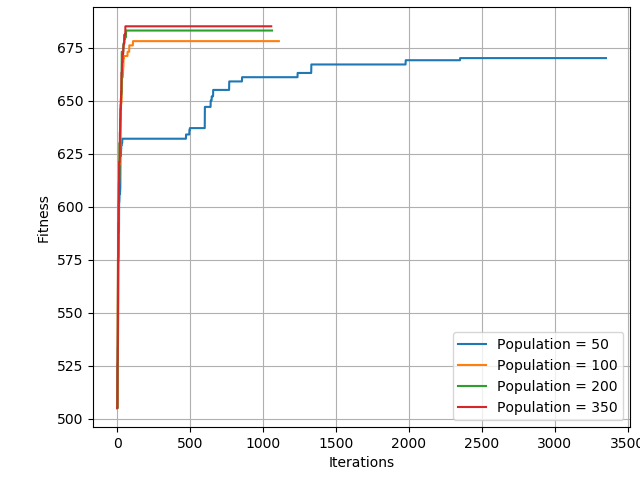 675
650
625
600
575
550
525
500
Fitness
0
500
1000
1500
2000
2500
3000
3500
Iterations
Population = 50
Population = 100
Population = 200
Population = 350